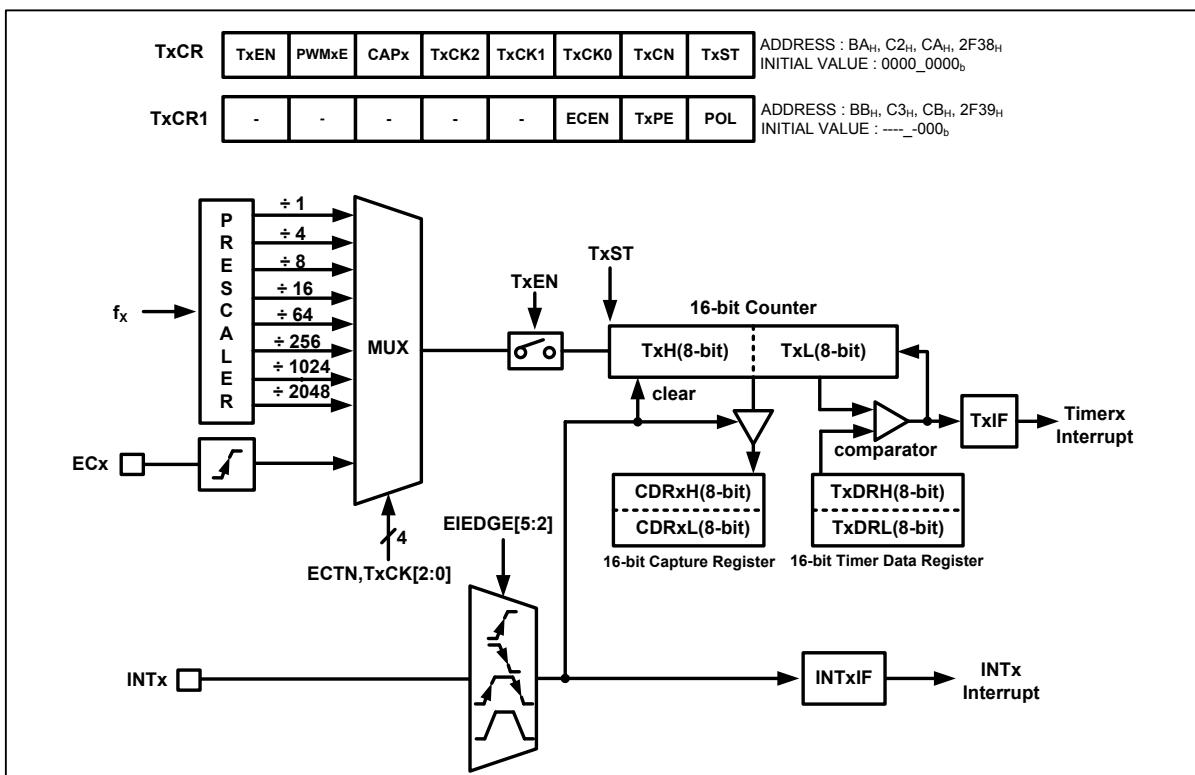 TxCR TxEN PWMxE CAPx TxCK2 TxCK1 TxCK0 TxCN TxST ADDRESS : BAH, C2H, CAH, 2F38H
INITIAL VALUE : 0000_0000b
TxCR1 - - - - - ECEN TxPE POL ADDRESS : BBH, C3H, CBH, 2F39H
INITIAL VALUE : ----_-000b
fX
PRESCALER
÷ 1
÷ 4
÷ 8
÷ 16
÷ 64
÷ 256
÷ 1024
÷ 2048
MUX
TxEN
TxST
16-bit Counter
TxH(8-bit) TxL(8-bit)
clear
comparator
TxIF
Timerx
Interrupt
ECx
4
ECTN,TxCK[2:0]
CDRxH(8-bit)
CDRxL(8-bit)
16-bit Capture Register
TxDRH(8-bit)
TxDRL(8-bit)
16-bit Timer Data Register
EIEDGE[5:2]
INTx
INTxIF
INTx
Interrupt